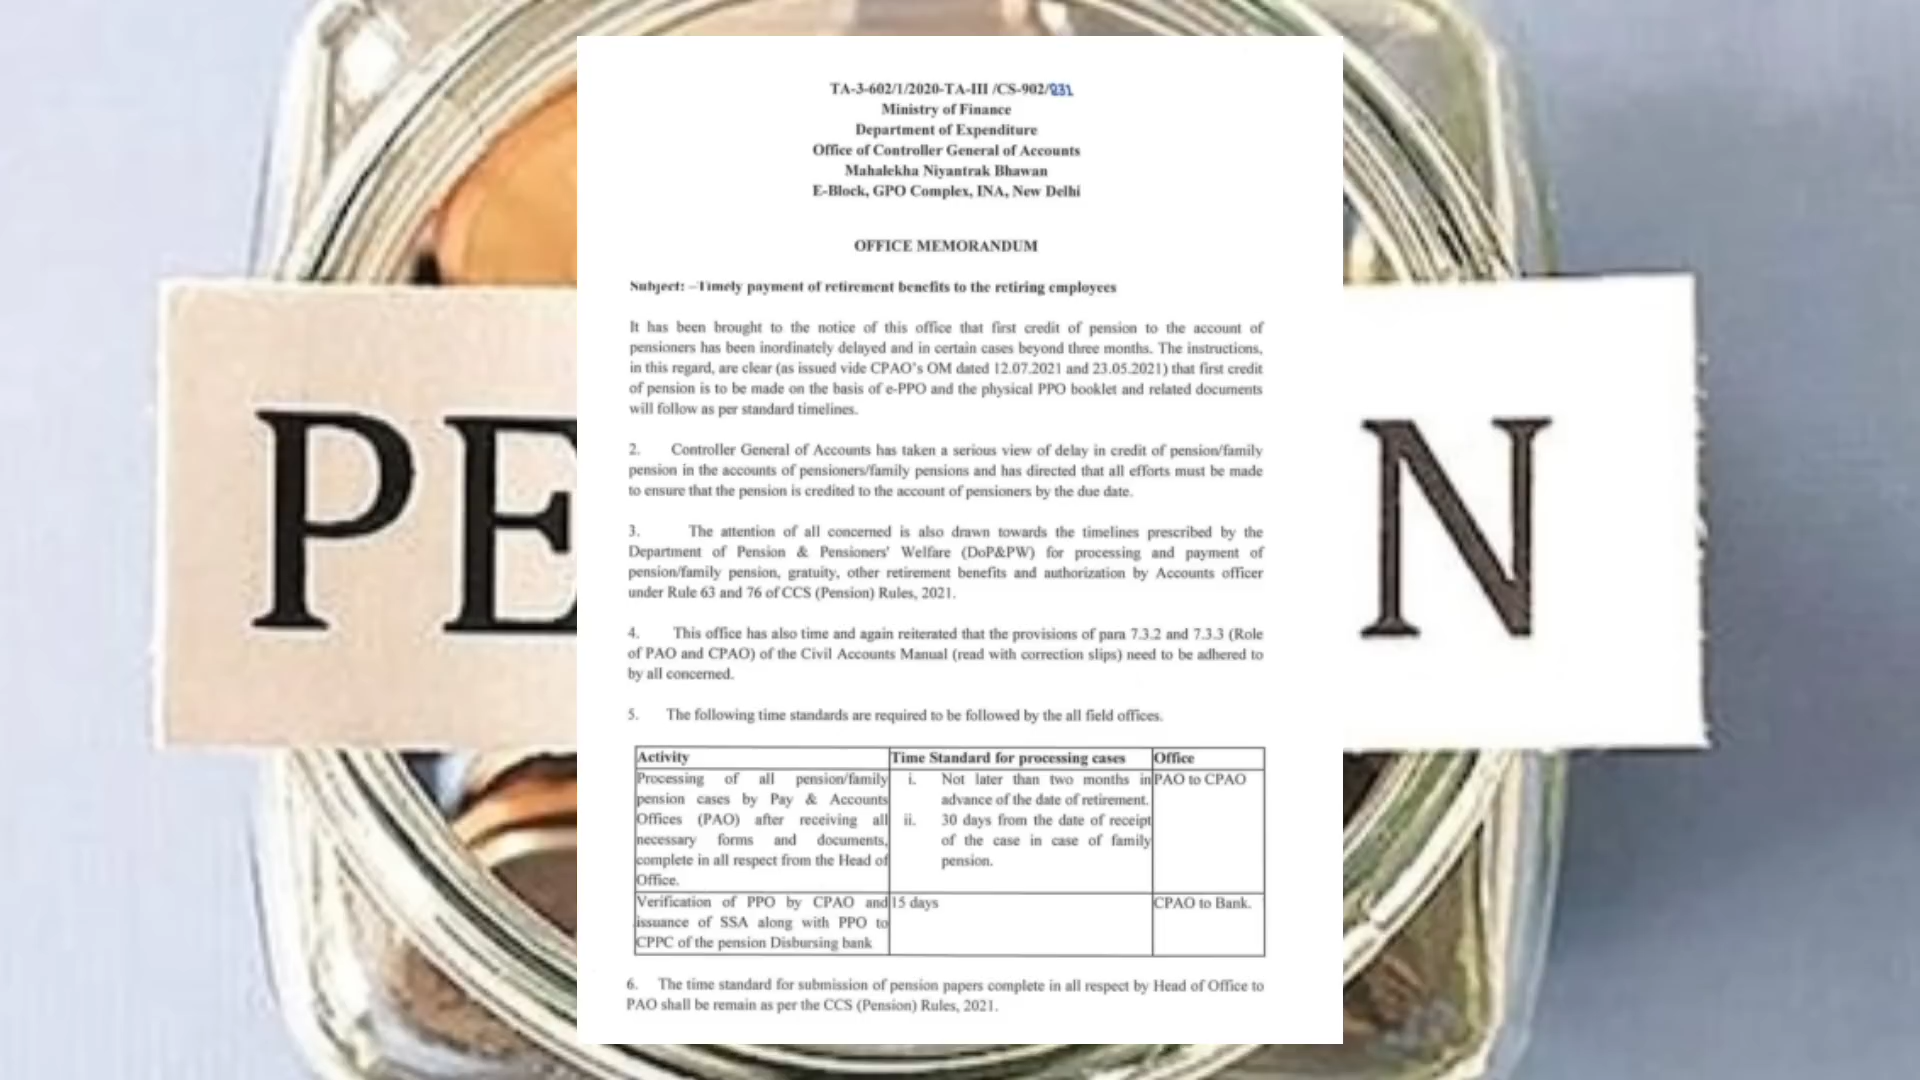 TA-3-602/1/2020-TA-III /CS-902/231
Ministry of Finance
Department of Expenditure
Office of Controller General of Accounts
Mahalekha Niyantrak Bhawan
E-Block, GPO Complex, INA, New Delhi
OFFICE MEMORANDUM
Subject: –Timely payment of retirement benefits to the retiring employees
It has been brought to the notice of this office that first credit of pension to the account of
pensioners has been inordinately delayed and in certain cases beyond three months. The instructions,
in this regard, are clear (as issued vide CPAO's OM dated 12.07.2021 and 23.05.2021) that first credit
of pension is to be made on the basis of e-PPO and the physical PPO booklet and related documents
will follow as per standard timelines.
2. Controller General of Accounts has taken a serious view of delay in credit of pension/family
pension in the accounts of pensioners/family pensions and has directed that all efforts must be made
to ensure that the pension is credited to the account of pensioners by the due date.
3. The attention of all concerned is also drawn towards the timelines prescribed by the
Department of Pension & Pensioners' Welfare (DoP&PW) for processing and payment of
pension/family pension, gratuity, other retirement benefits and authorization by Accounts officer
under Rule 63 and 76 of CCS (Pension) Rules, 2021.
4. This office has also time and again reiterated that the provisions of para 7.3.2 and 7.3.3 (Role
of PAO and CPAO) of the Civil Accounts Manual (read with correction slips) need to be adhered to
by all concerned.
5. The following time standards are required to be followed by the all field offices.
Activity Time Standard for processing cases Office
Processing of all pension/family i. Not later than two months in PAO to CPAO
pension cases by Pay & Accounts advance of the date of retirement.
Offices (PAO) after receiving all ii. 30 days from the date of receipt
necessary forms and documents, of the case in case of family
complete in all respect from the Head of pension.
Office.
Verification of PPO by CPAO and 15 days CPAO to Bank.
issuance of SSA along with PPO to
CPPC of the pension Disbursing bank
6. The time standard for submission of pension papers complete in all respect by Head of Office to
PAO shall be remain as per the CCS (Pension) Rules, 2021.
PE N